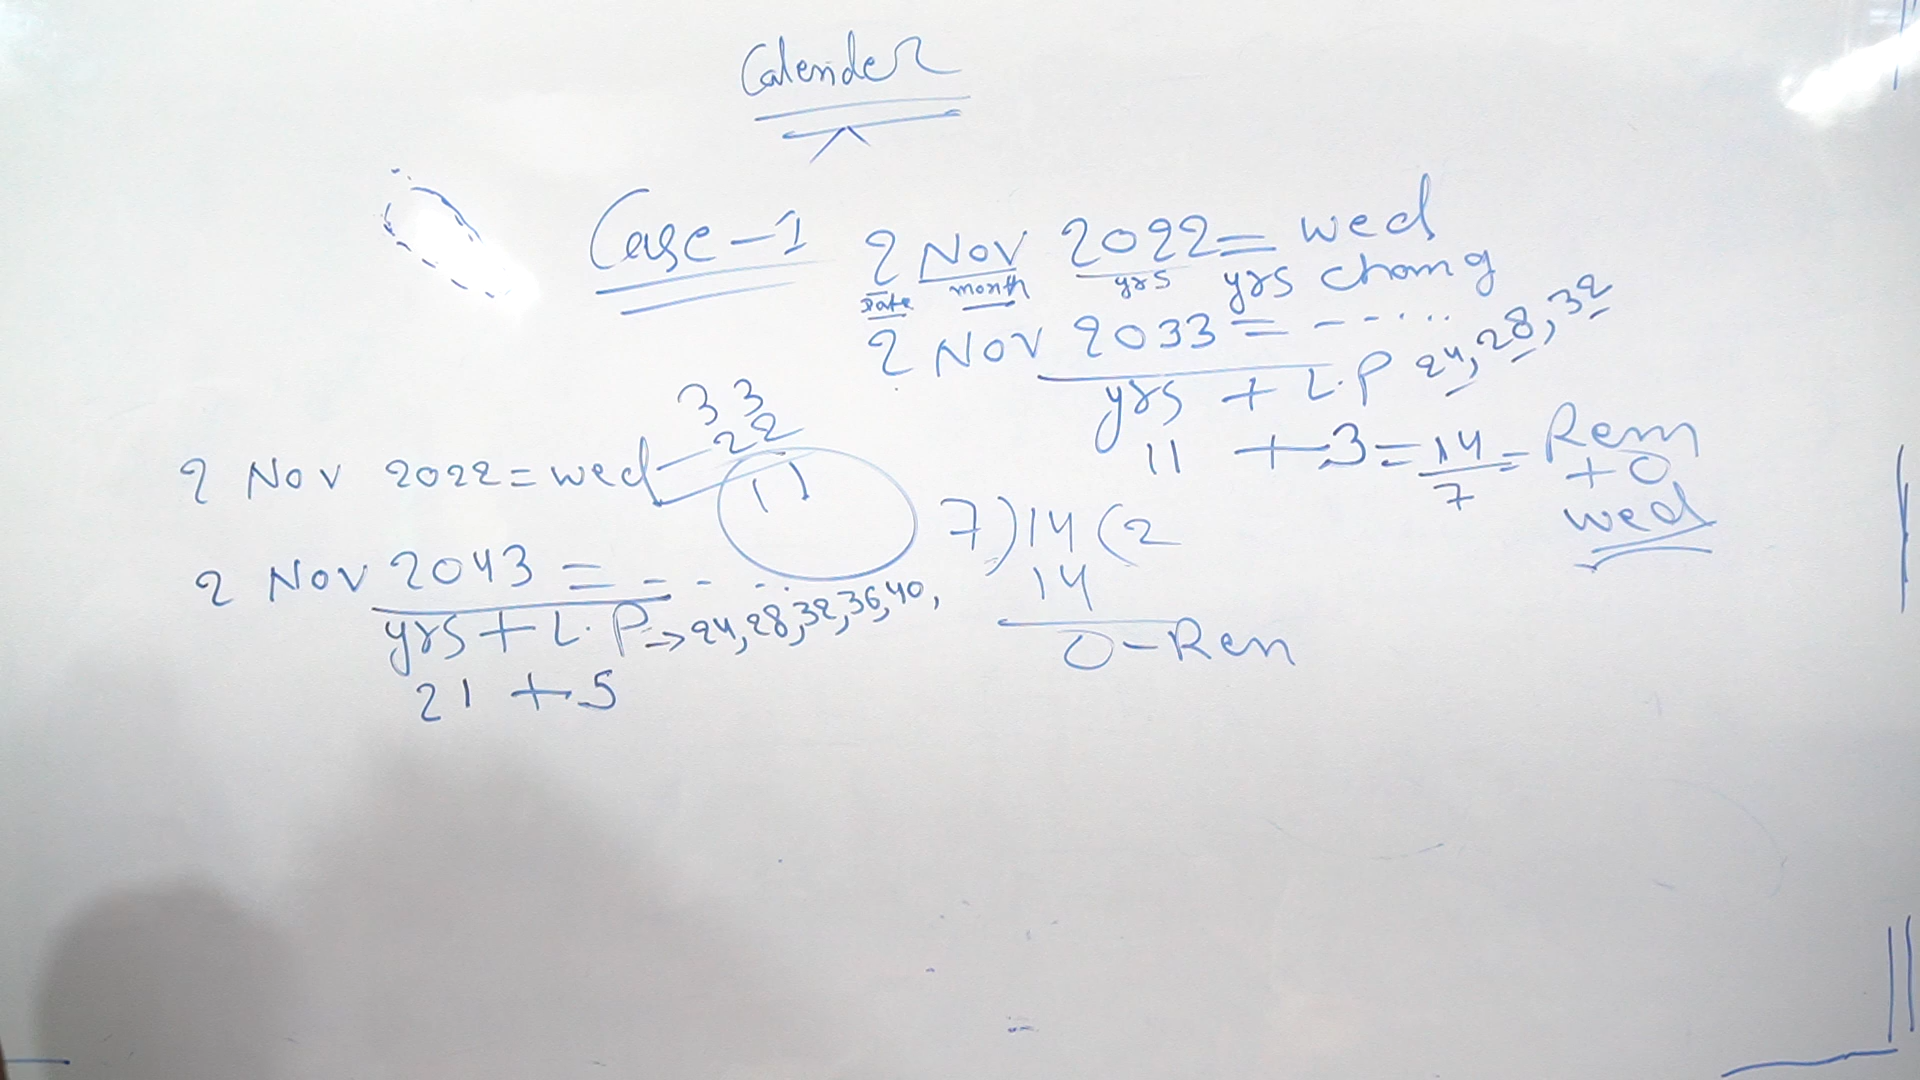 Calender
Case-1
2 Nov 2022 = wed
Date month yrs yrs chang
2 Nov 2033 = - - - - -
yrs + L.P 24, 28, 32
11 + 3 = 14/7 = Rem
+0
wed
33
-22
11
7)14(2
14
0-Rem
2 Nov 2022 = wed
2 Nov 2043 = - - - -
yrs + L.P → 24, 28, 32, 36, 40,
21 + 5